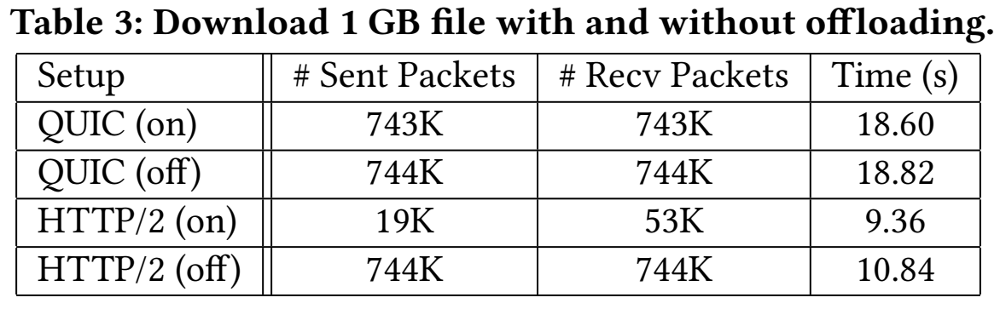 Table 3: Download 1 GB file with and without offloading.
Setup # Sent Packets # Recv Packets Time (s)
QUIC (on) 743K 743K 18.60
QUIC (off) 744K 744K 18.82
HTTP/2 (on) 19K 53K 9.36
HTTP/2 (off) 744K 744K 10.84